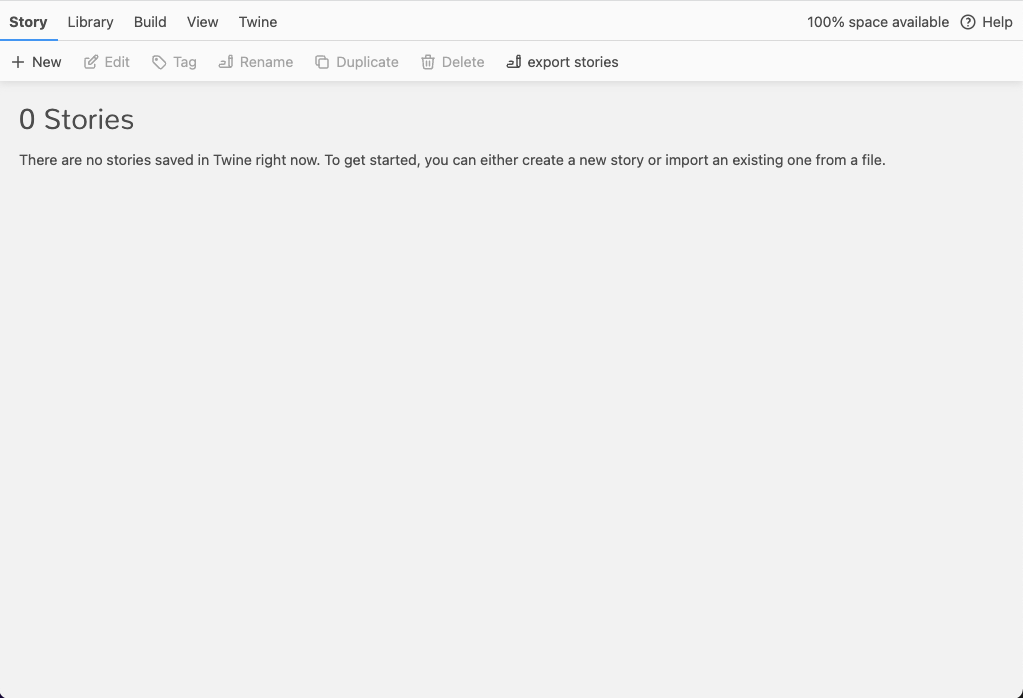 Story Library Build View Twine 100% space available Help
New Edit Tag Rename Duplicate Delete export stories
0 Stories
There are no stories saved in Twine right now. To get started, you can either create a new story or import an existing one from a file.